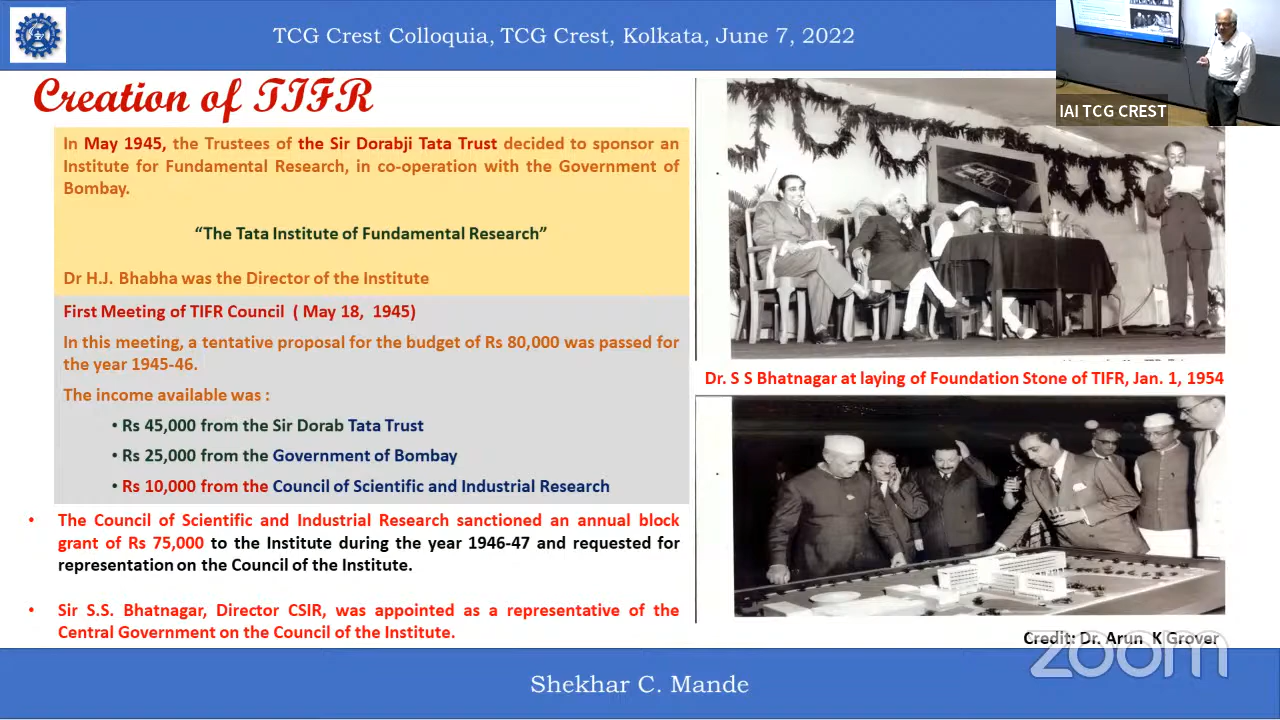 TCG Crest Colloquia, TCG Crest, Kolkata, June 7, 2022
IAI TCG CREST
Creation of TIFR
In May 1945, the Trustees of the Sir Dorabji Tata Trust decided to sponsor an
Institute for Fundamental Research, in co-operation with the Government of
Bombay.
“The Tata Institute of Fundamental Research”
Dr H.J. Bhabha was the Director of the Institute
First Meeting of TIFR Council ( May 18, 1945)
In this meeting, a tentative proposal for the budget of Rs 80,000 was passed for
the year 1945-46.
The income available was :
• Rs 45,000 from the Sir Dorab Tata Trust
• Rs 25,000 from the Government of Bombay
• Rs 10,000 from the Council of Scientific and Industrial Research
• The Council of Scientific and Industrial Research sanctioned an annual block
grant of Rs 75,000 to the Institute during the year 1946-47 and requested for
representation on the Council of the Institute.
• Sir S.S. Bhatnagar, Director CSIR, was appointed as a representative of the
Central Government on the Council of the Institute.
Dr. S S Bhatnagar at laying of Foundation Stone of TIFR, Jan. 1, 1954
Credit: Dr. Arun K Grover
zoom
Shekhar C. Mande